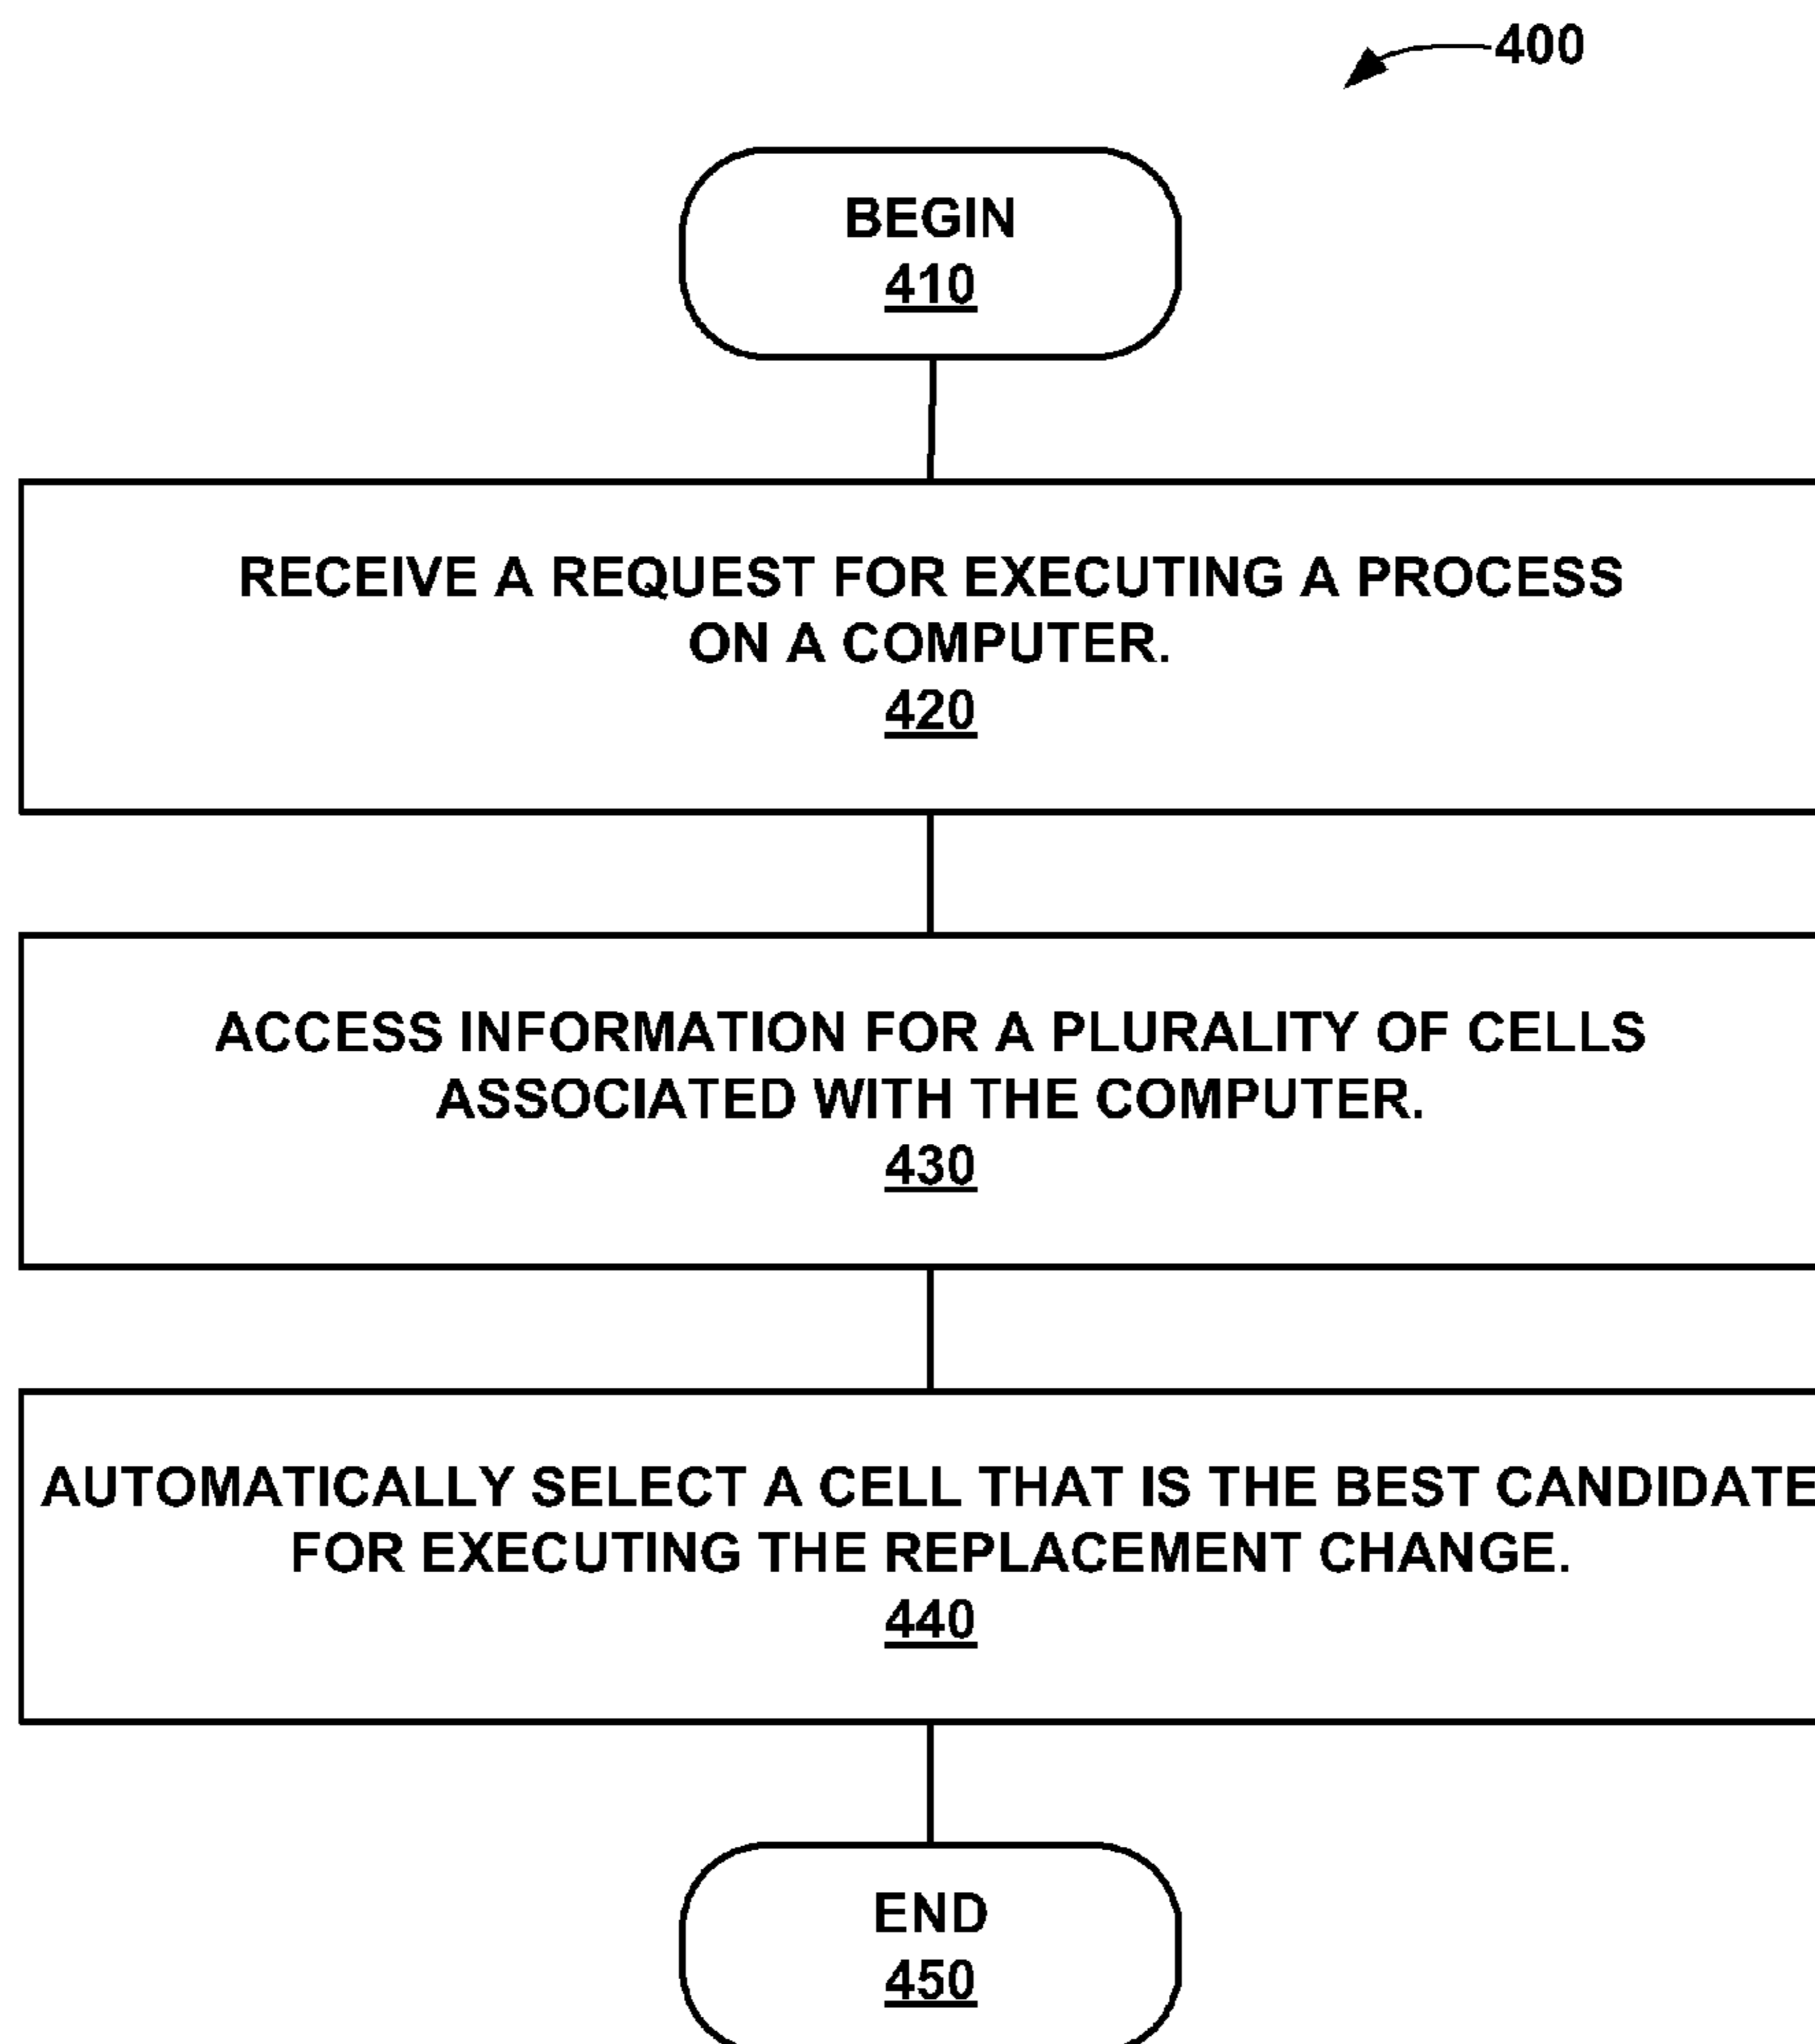 400
BEGIN
410
RECEIVE A REQUEST FOR EXECUTING A PROCESS
ON A COMPUTER.
420
ACCESS INFORMATION FOR A PLURALITY OF CELLS
ASSOCIATED WITH THE COMPUTER.
430
AUTOMATICALLY SELECT A CELL THAT IS THE BEST CANDIDATE
FOR EXECUTING THE REPLACEMENT CHANGE.
440
END
450